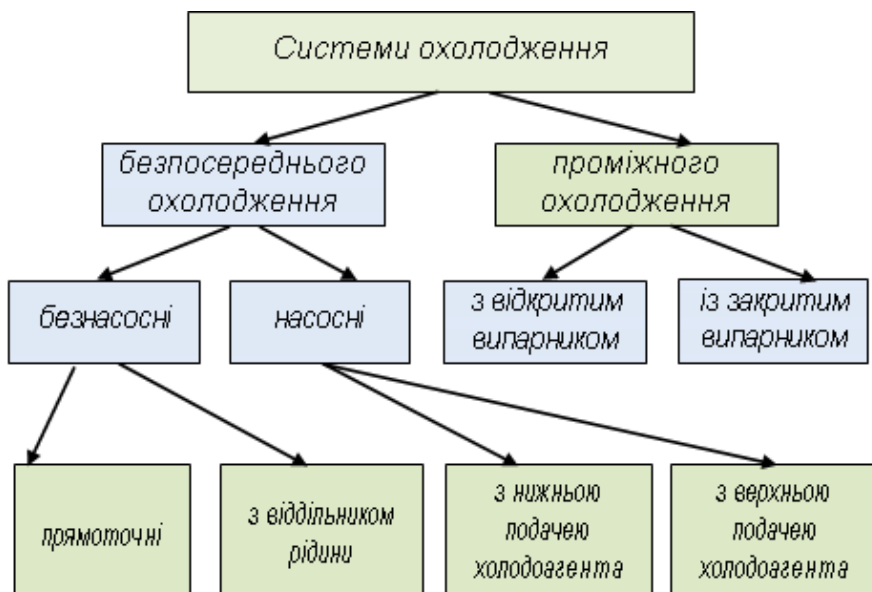 Системи охолодження
безпосереднього
охолодження
проміжного
охолодження
безнасосні
насосні
з відкритим
випарником
із закритим
випарником
прямоточні
з віддільником
рідини
з нижньою
подачею
холодоагента
з верхньою
подачею
холодоагента